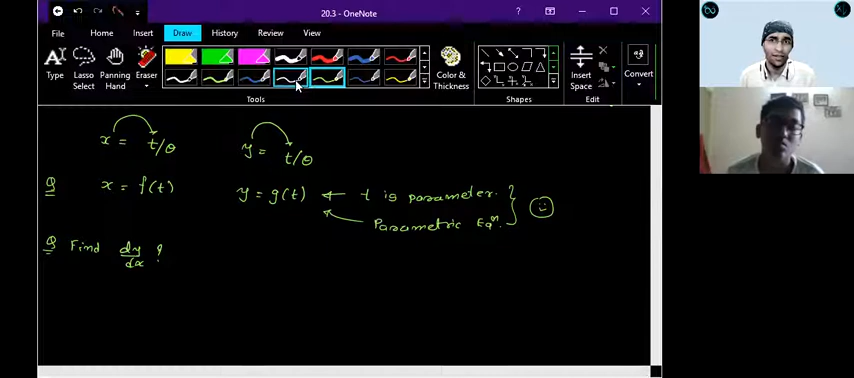 20.3 - OneNote
File Home Insert Draw History Review View
Type Lasso Select Panning Hand Eraser Color & Thickness Insert Space Convert
Tools Shapes Edit
x = t/θ y = t/θ
Q x = f(t) y = g(t) ← t is parameter.
Parametric Eqⁿ.
Q Find dy/dx ?